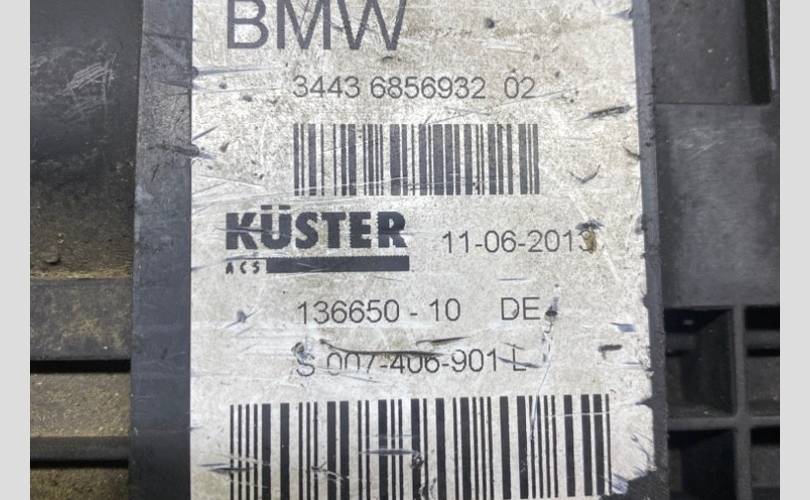 BMW
3443 6856932 02
KÜSTER 11-06-2013
ACS
136650 - 10 DE
S 007-406-901 L